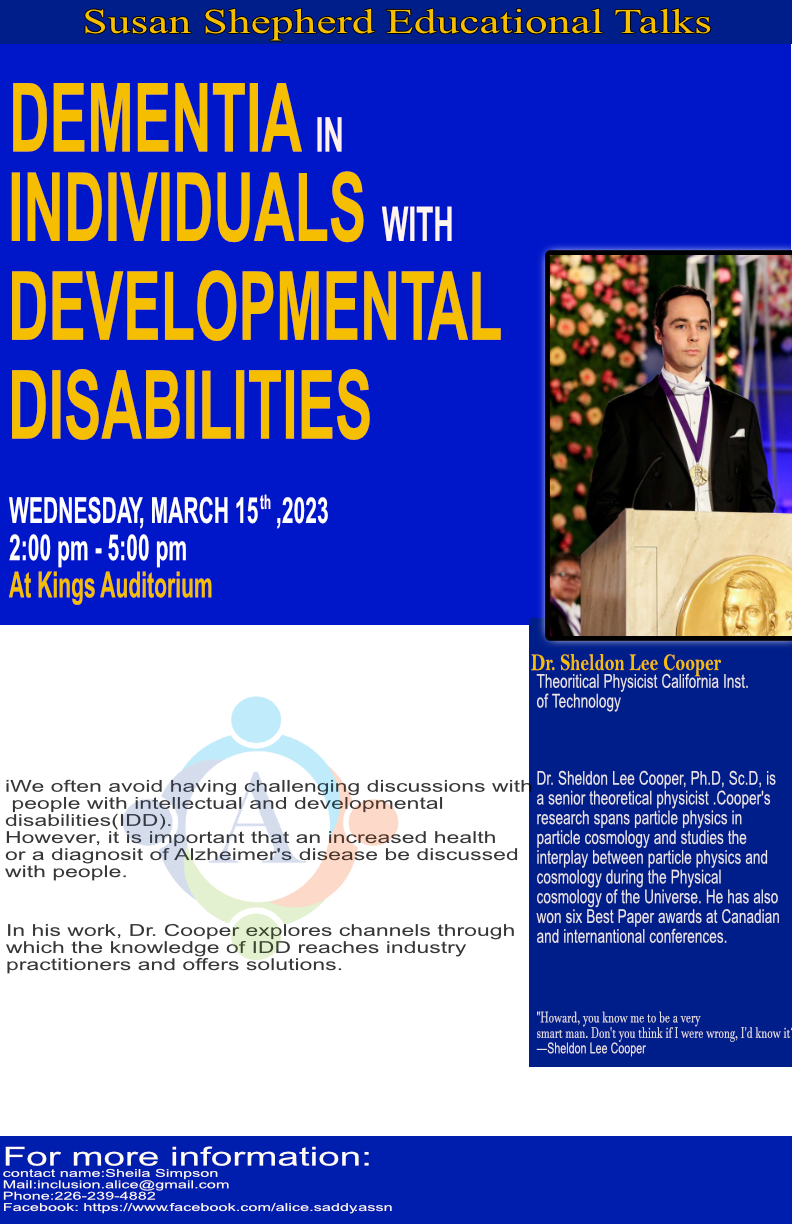 Susan Shepherd Educational Talks
DEMENTIA IN
INDIVIDUALS WITH
DEVELOPMENTAL
DISABILITIES
WEDNESDAY, MARCH 15th ,2023
2:00 pm - 5:00 pm
At Kings Auditorium
Dr. Sheldon Lee Cooper
Theoritical Physicist California Inst.
of Technology
iWe often avoid having challenging discussions with
people with intellectual and developmental
disabilities(IDD).
However, it is important that an increased health
or a diagnosit of Alzheimer's disease be discussed
with people.
In his work, Dr. Cooper explores channels through
which the knowledge of IDD reaches industry
practitioners and offers solutions.
A
Dr. Sheldon Lee Cooper, Ph.D, Sc.D, is
a senior theoretical physicist .Cooper's
research spans particle physics in
particle cosmology and studies the
interplay between particle physics and
cosmology during the Physical
cosmology of the Universe. He has also
won six Best Paper awards at Canadian
and internantional conferences.
"Howard, you know me to be a very
smart man. Don't you think if I were wrong, I'd know it"
—Sheldon Lee Cooper
For more information:
contact name:Sheila Simpson
Mail:inclusion.alice@gmail.com
Phone:226-239-4882
Facebook: https://www.facebook.com/alice.saddy.assn